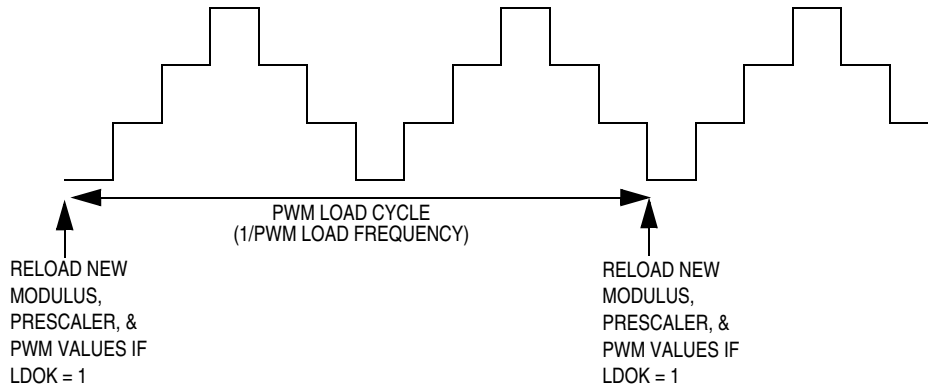 PWM LOAD CYCLE
(1/PWM LOAD FREQUENCY)
RELOAD NEW
MODULUS,
PRESCALER, &
PWM VALUES IF
LDOK = 1
RELOAD NEW
MODULUS,
PRESCALER, &
PWM VALUES IF
LDOK = 1